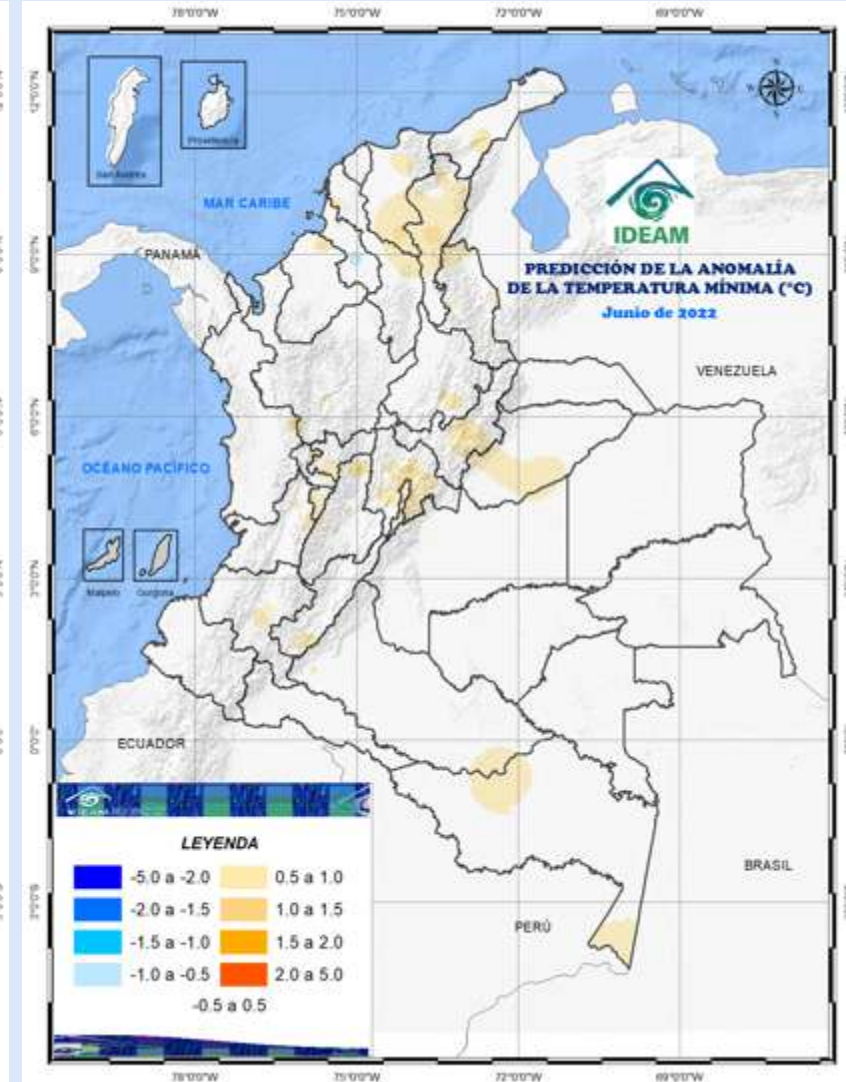 78°0'0"W 75°0'0"W 72°0'0"W 69°0'0"W
San Andrés
Providencia
MAR CARIBE
IDEAM
PANAMÁ
PREDICCIÓN DE LA ANOMALÍA
DE LA TEMPERATURA MÍNIMA (°C)
Junio de 2022
VENEZUELA
OCÉANO PACÍFICO
Malpelo Gorgona
ECUADOR
BRASIL
PERÚ
LEYENDA
-5.0 a -2.0 0.5 a 1.0
-2.0 a -1.5 1.0 a 1.5
-1.5 a -1.0 1.5 a 2.0
-1.0 a -0.5 2.0 a 5.0
-0.5 a 0.5
78°0'0"W 75°0'0"W 72°0'0"W 69°0'0"W